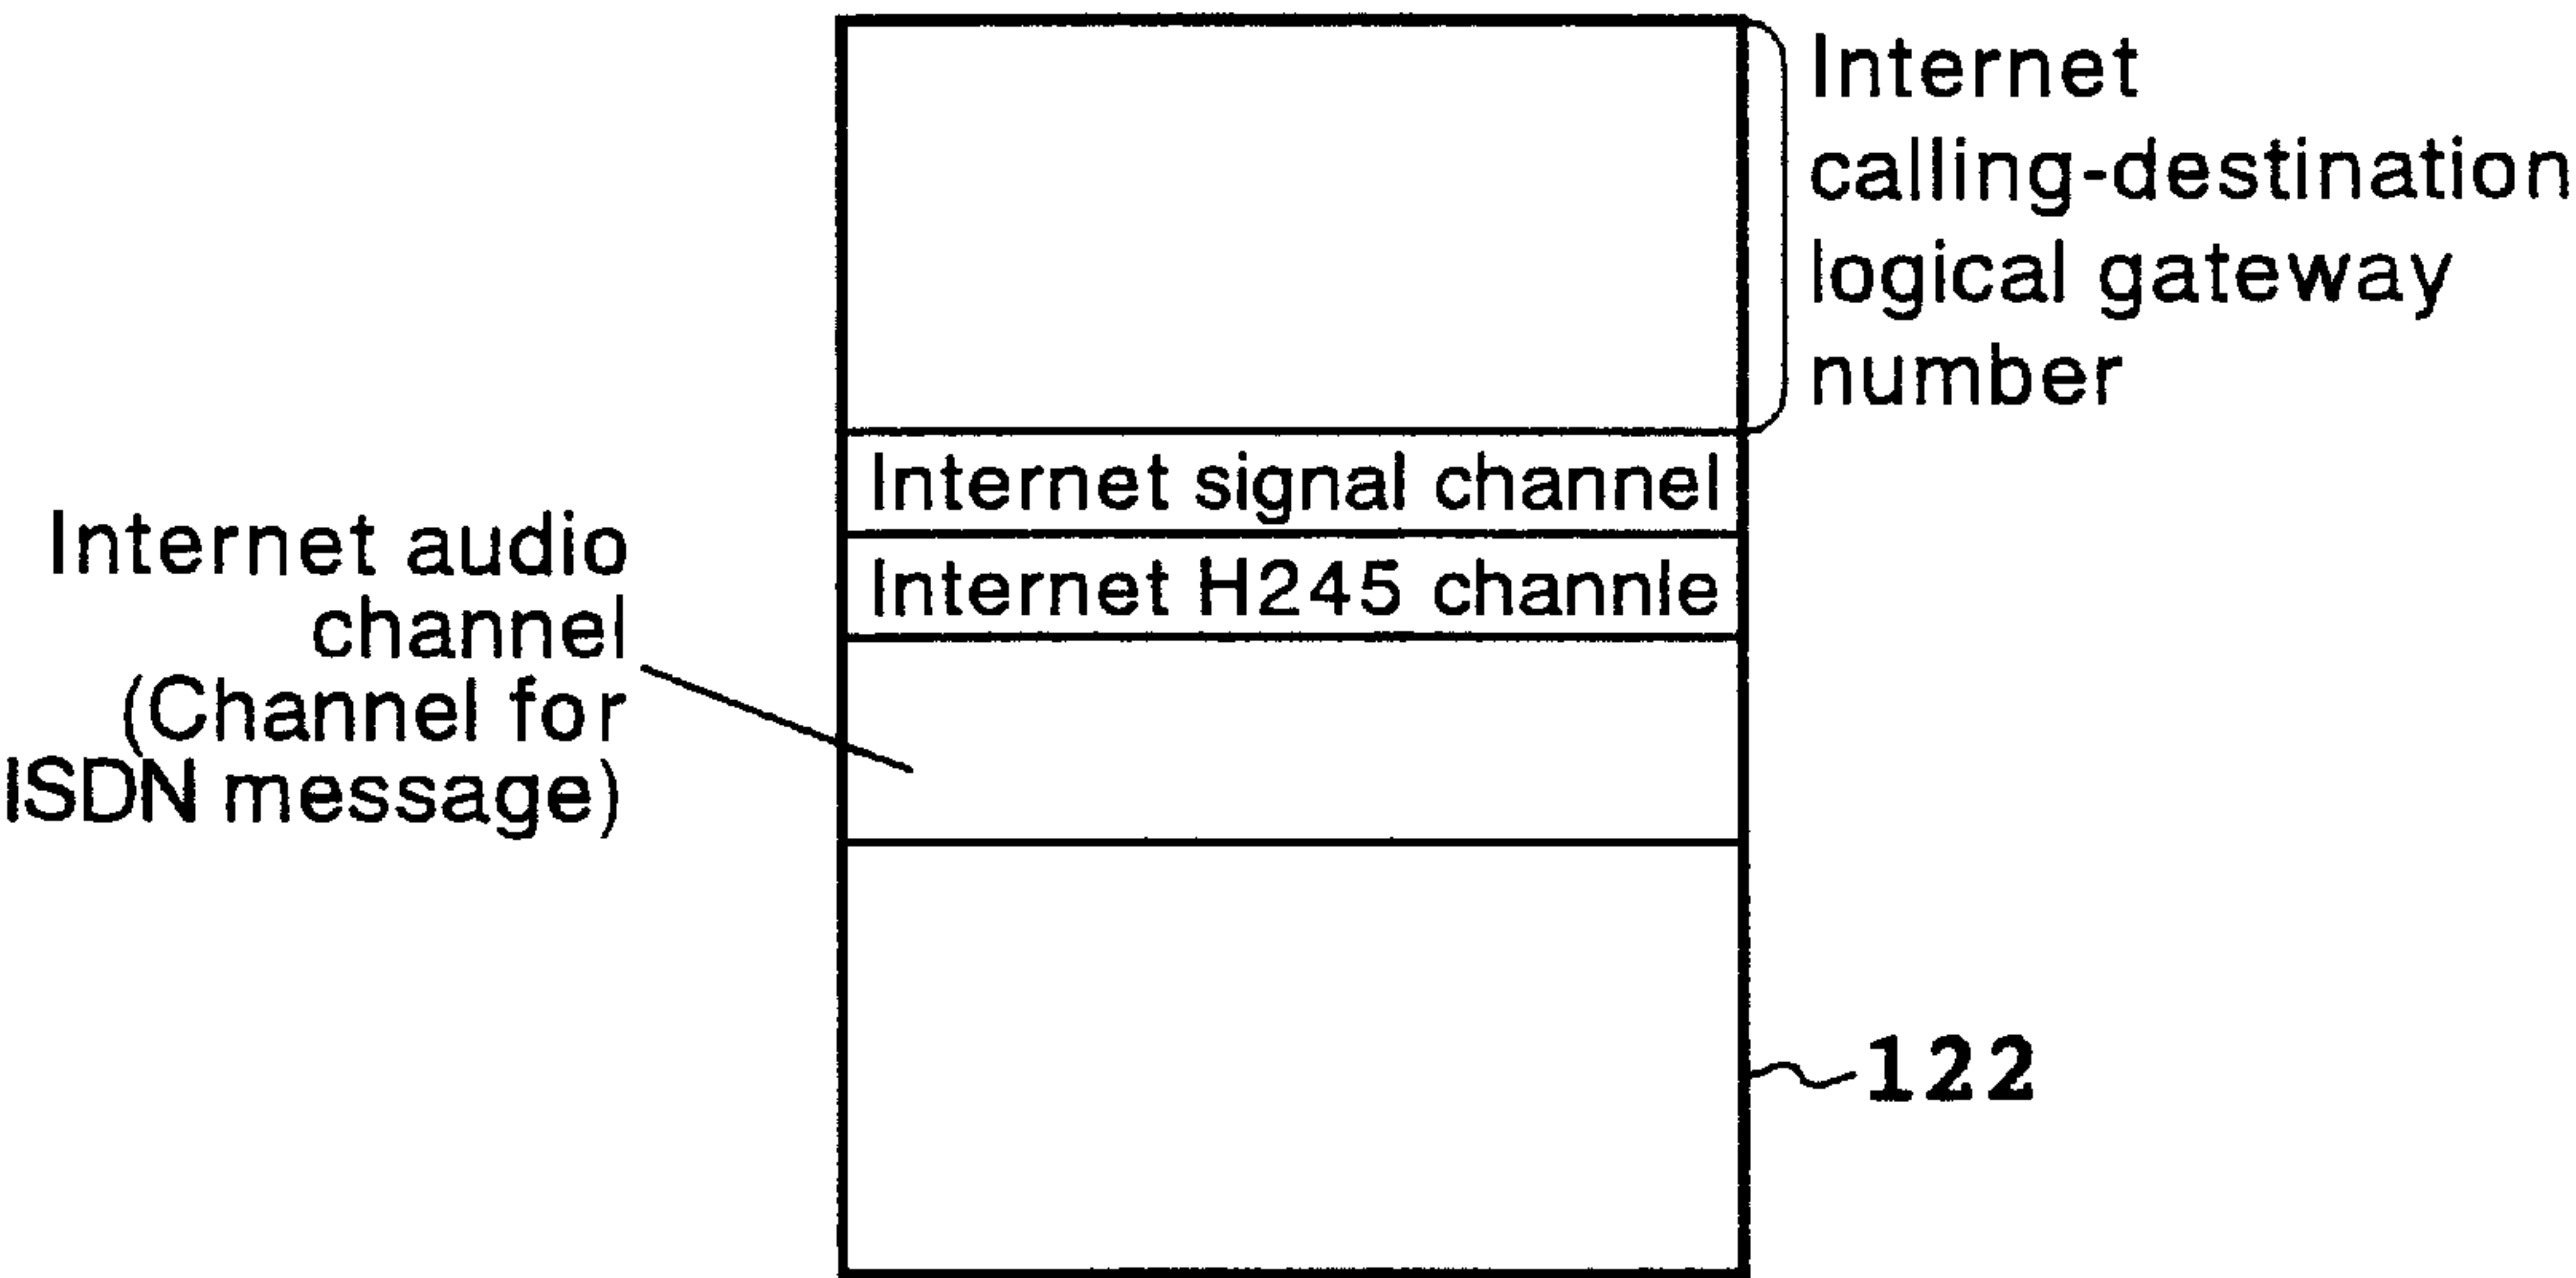 Internet
calling-destination
logical gateway
number
Internet signal channel
Internet H245 channle
Internet audio
channel
(Channel for
ISDN message)
122